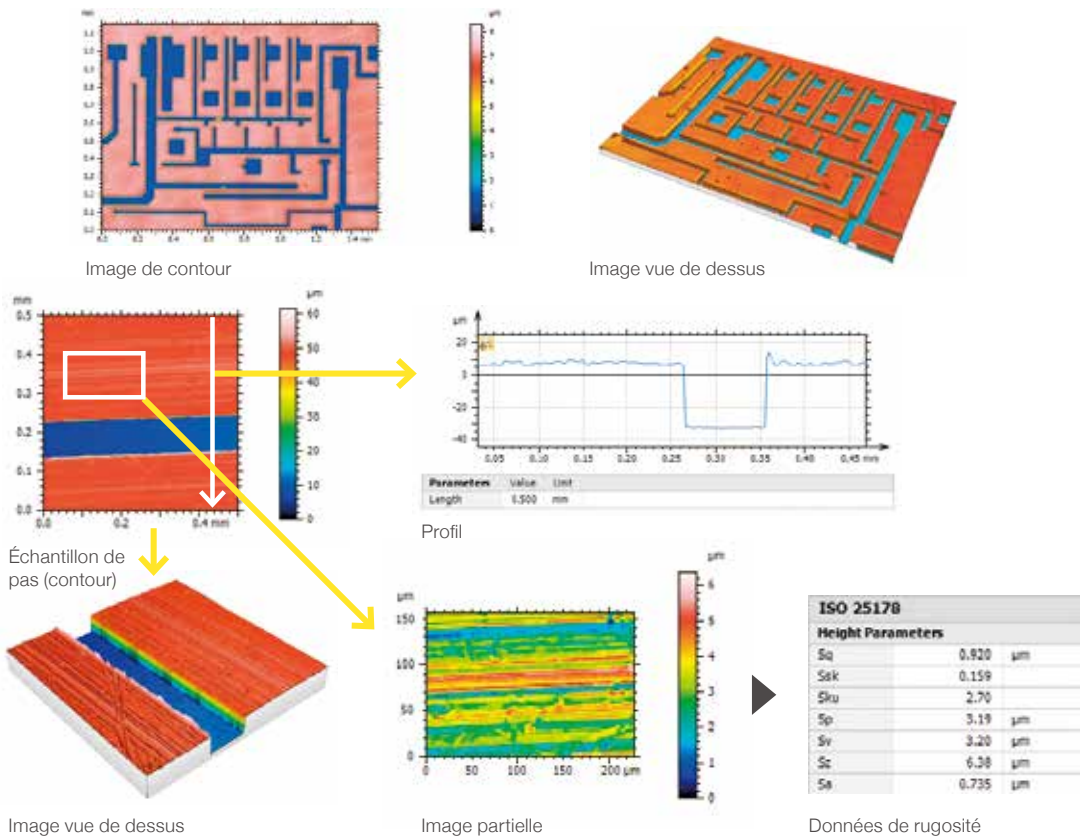 Image de contour
Image vue de dessus
mm
0.5
0.4
0.3
0.2
0.1
0.0
0.0 0.2 0.4 mm
µm
60
50
40
30
20
10
0
Échantillon de
pas (contour)
µm
20
0
-20
-40
0.05 0.10 0.15 0.20 0.25 0.30 0.35 0.40 0.45 mm
Parameters Value Unit
Length 0.500 mm
Profil
Image vue de dessus
µm
150
100
50
0
0 50 100 150 200 µm
µm
6
5
4
3
2
1
0
Image partielle
ISO 25178
Height Parameters
Sq 0.920 µm
Ssk 0.159
Sku 2.70
Sp 3.19 µm
Sv 3.20 µm
Sz 6.38 µm
Sa 0.735 µm
Données de rugosité